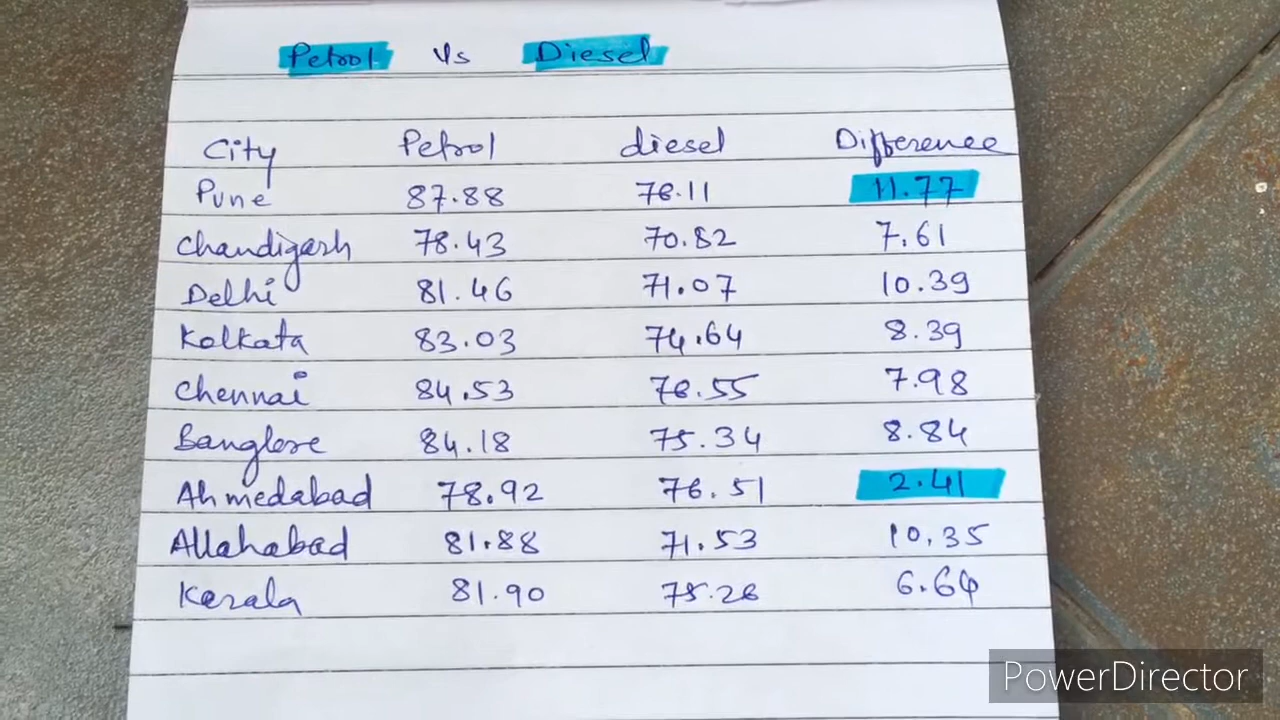 Petrol Vs Diesel
City Petrol diesel Difference
Pune 87.88 76.11 11.77
Chandigarh 78.43 70.82 7.61
Delhi 81.46 71.07 10.39
Kolkata 83.03 74.64 8.39
Chennai 84.53 76.55 7.98
Banglore 84.18 75.34 8.84
Ahmedabad 78.92 76.51 2.41
Allahabad 81.88 71.53 10.35
Kerala 81.90 75.26 6.64
PowerDirector